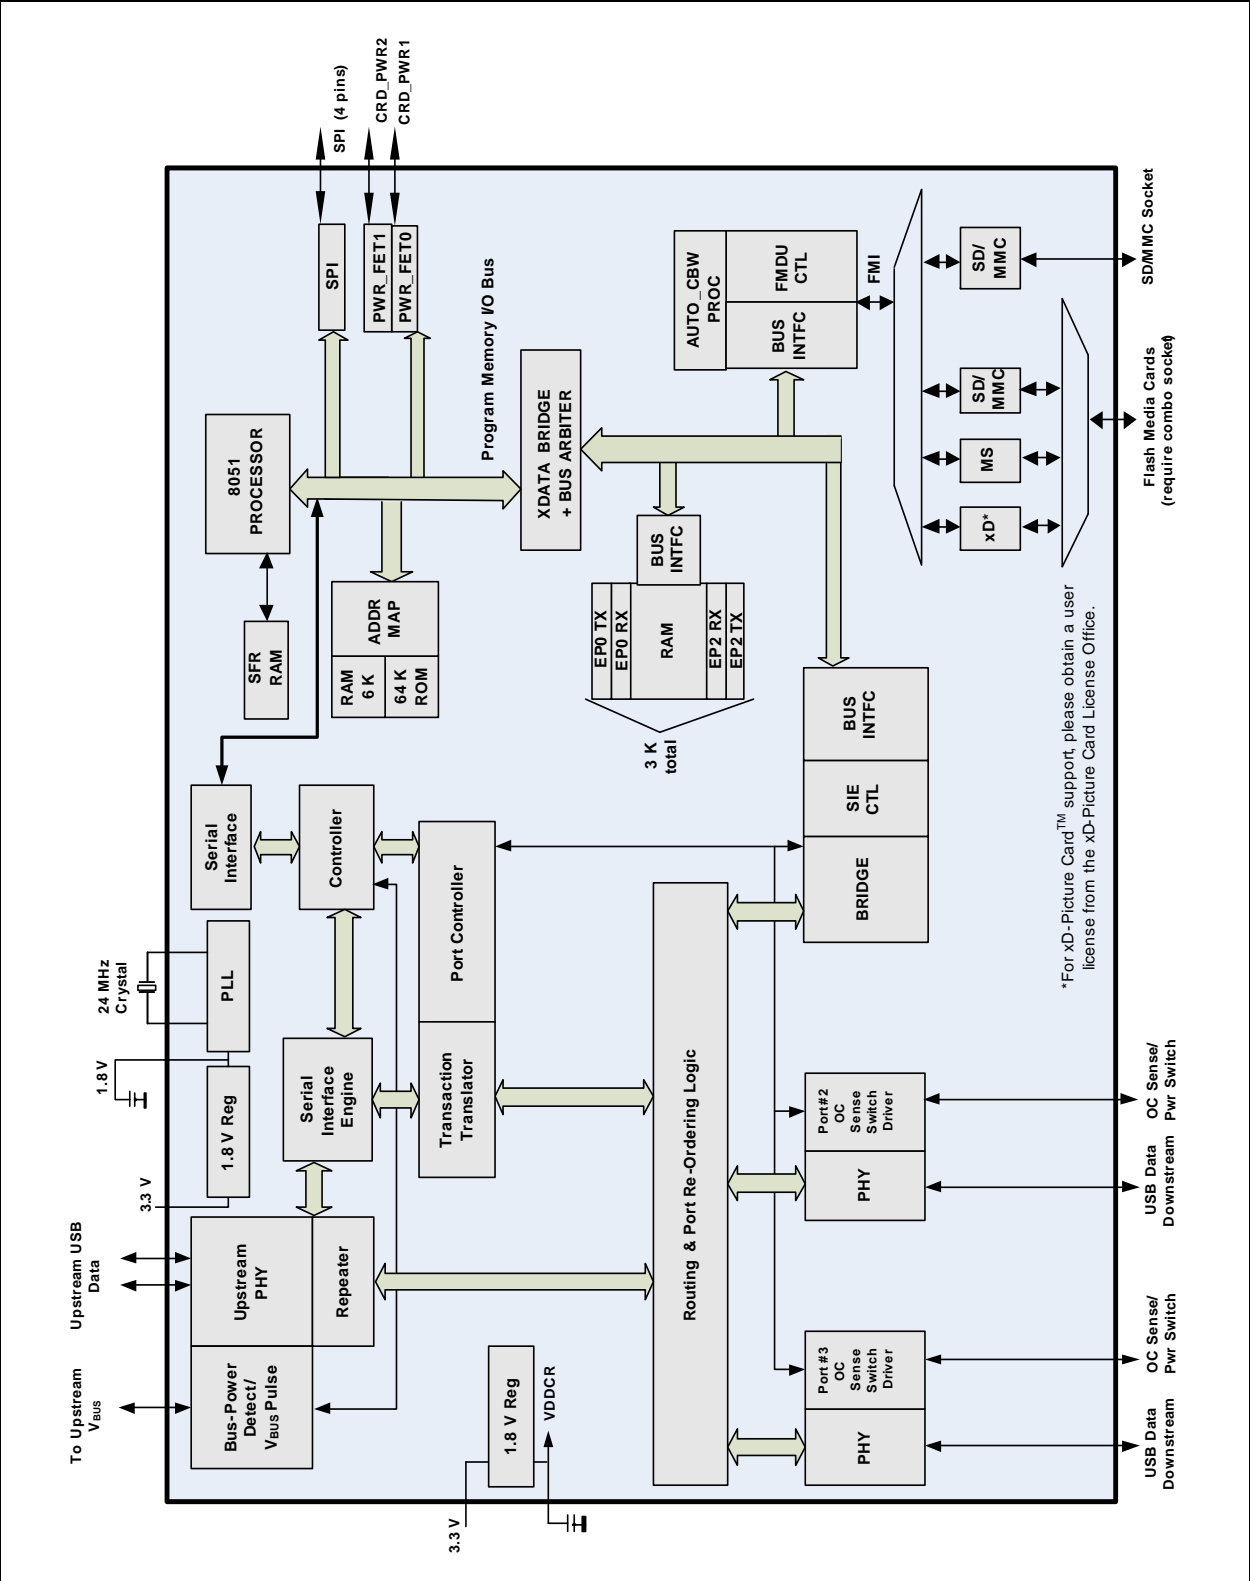 To Upstream
VBUS
Upstream USB
Data
3.3 V
1.8 V
24 MHz
Crystal
Bus-Power
Detect/
VBUS Pulse
Upstream
PHY
Repeater
1.8 V Reg
PLL
Serial
Interface
Serial
Interface
Engine
Controller
Transaction
Translator
Port Controller
SFR
RAM
8051
PROCESSOR
RAM
6 K
64 K
ROM
ADDR
MAP
SPI
PWR_FET1
PWR_FET0
SPI (4 pins)
CRD_PWR2
CRD_PWR1
Program Memory I/O Bus
3.3 V
1.8 V Reg
VDDCR
XDATA BRIDGE
+ BUS ARBITER
3 K
total
EP0 TX
EP0 RX
RAM
EP2 RX
EP2 TX
BUS
INTFC
AUTO_CBW
PROC
BUS
INTFC
FMDU
CTL
FMI
Routing & Port Re-Ordering Logic
BRIDGE
SIE
CTL
BUS
INTFC
PHY
Port #3
OC
Sense
Switch
Driver
PHY
Port#2
OC
Sense
Switch
Driver
xD*
MS
SD/
MMC
SD/
MMC
*For xD-Picture Card™ support, please obtain a user
license from the xD-Picture Card License Office.
USB Data
Downstream
OC Sense/
Pwr Switch
USB Data
Downstream
OC Sense/
Pwr Switch
Flash Media Cards
(require combo socket)
SD/MMC Socket